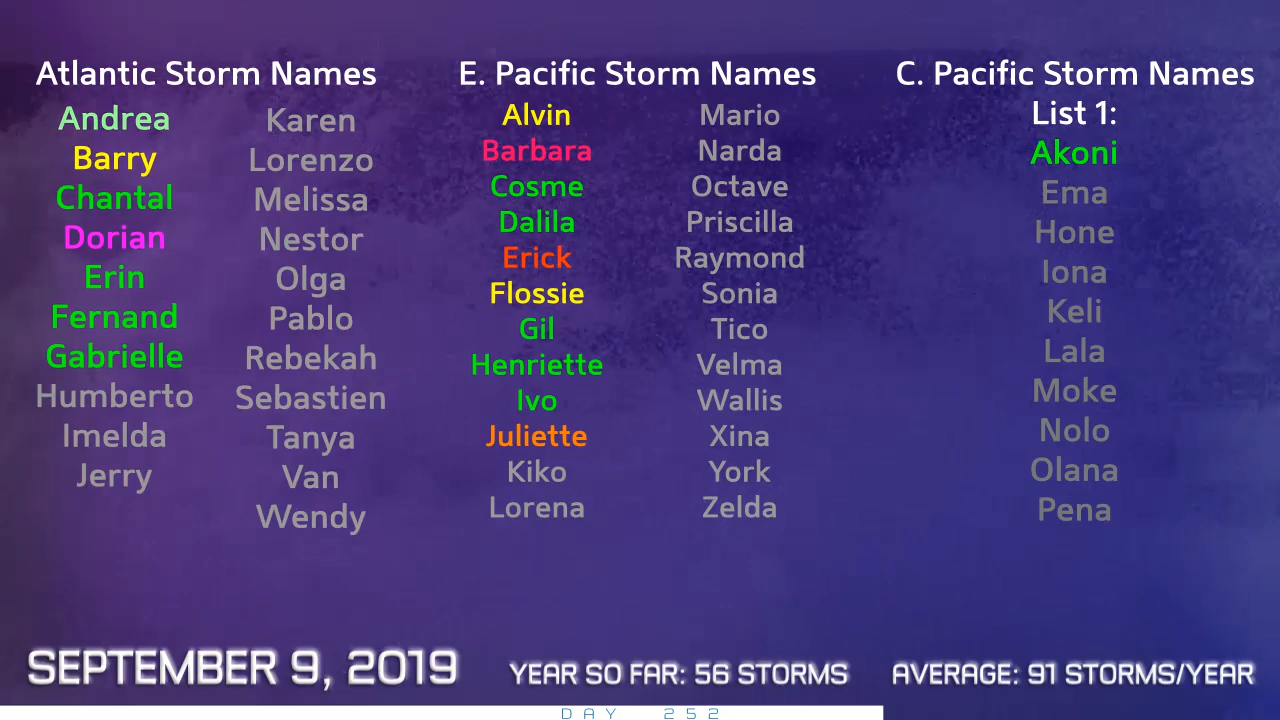 Atlantic Storm Names
Andrea
Barry
Chantal
Dorian
Erin
Fernand
Gabrielle
Humberto
Imelda
Jerry
Karen
Lorenzo
Melissa
Nestor
Olga
Pablo
Rebekah
Sebastien
Tanya
Van
Wendy
E. Pacific Storm Names
Alvin
Barbara
Cosme
Dalila
Erick
Flossie
Gil
Henriette
Ivo
Juliette
Kiko
Lorena
Mario
Narda
Octave
Priscilla
Raymond
Sonia
Tico
Velma
Wallis
Xina
York
Zelda
C. Pacific Storm Names
List 1:
Akoni
Ema
Hone
Iona
Keli
Lala
Moke
Nolo
Olana
Pena
SEPTEMBER 9, 2019
YEAR SO FAR: 56 STORMS
AVERAGE: 91 STORMS/YEAR
DAY 252